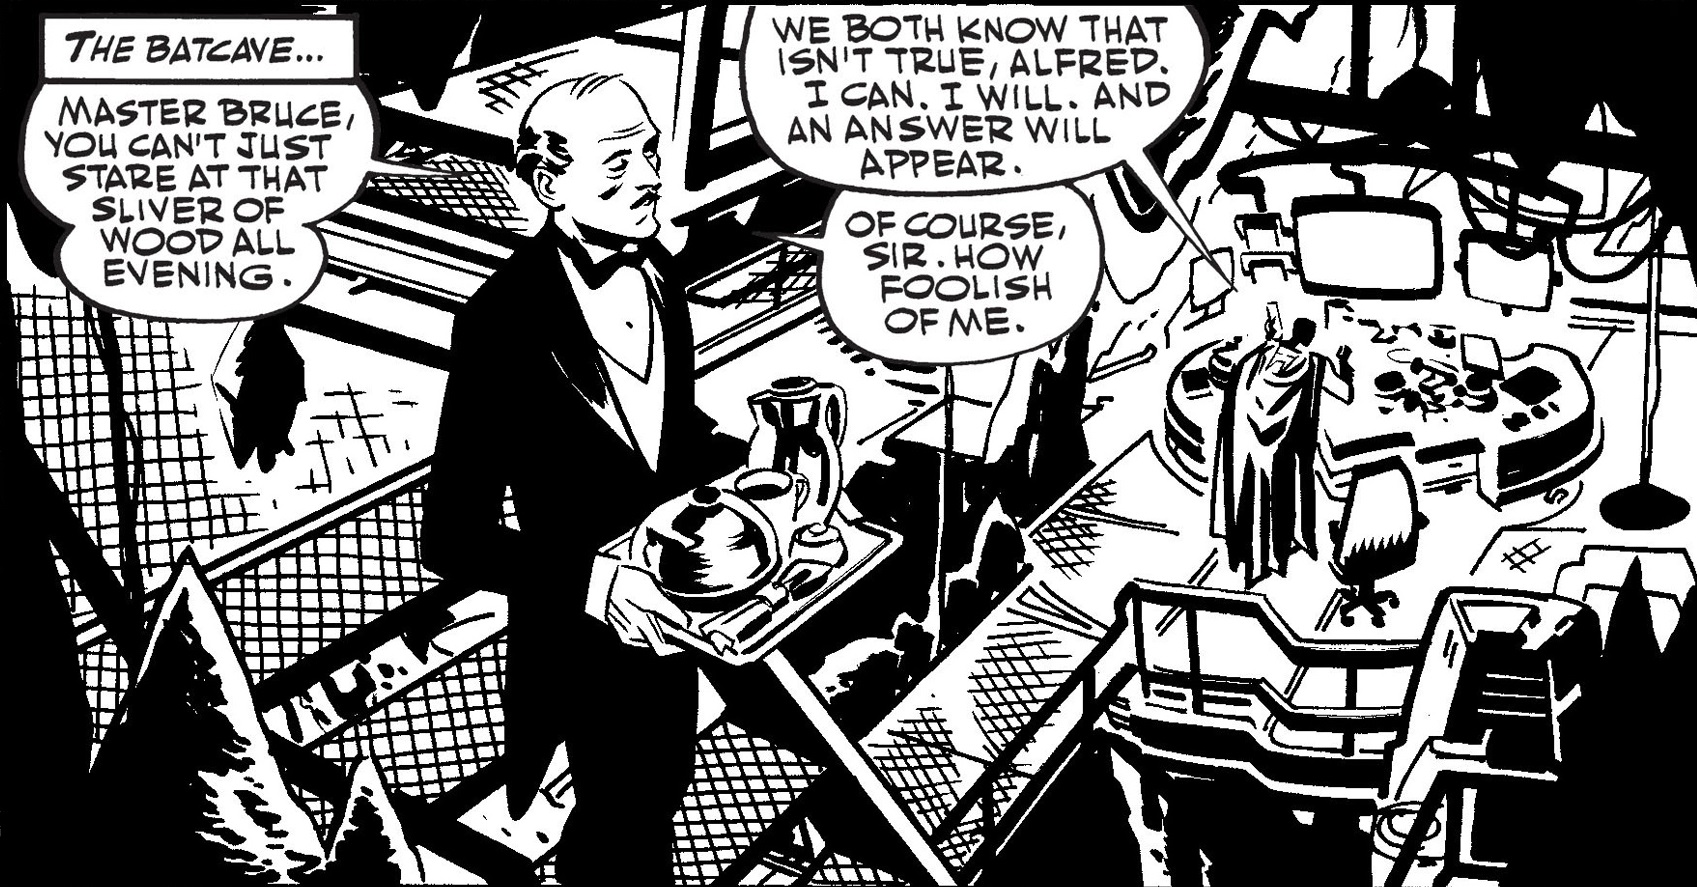 THE BATCAVE...
MASTER BRUCE,
YOU CAN'T JUST
STARE AT THAT
SLIVER OF
WOOD ALL
EVENING.
WE BOTH KNOW THAT
ISN'T TRUE, ALFRED.
I CAN. I WILL. AND
AN ANSWER WILL
APPEAR.
OF COURSE,
SIR. HOW
FOOLISH
OF ME.